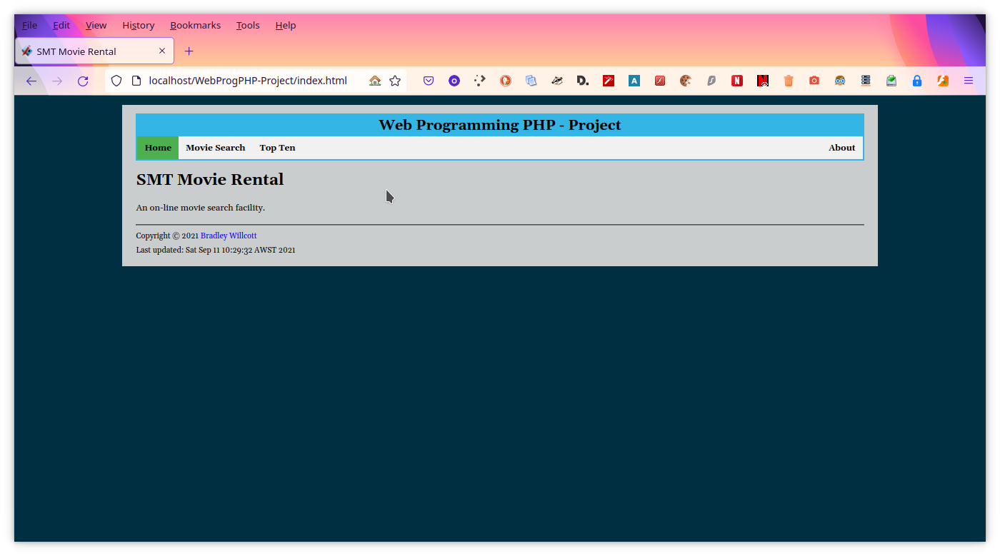 File Edit View History Bookmarks Tools Help
SMT Movie Rental
localhost/WebProgPHP-Project/index.html
D. A N
Web Programming PHP - Project
Home Movie Search Top Ten About
SMT Movie Rental
An on-line movie search facility.
Copyright © 2021 Bradley Willcott
Last updated: Sat Sep 11 10:29:32 AWST 2021